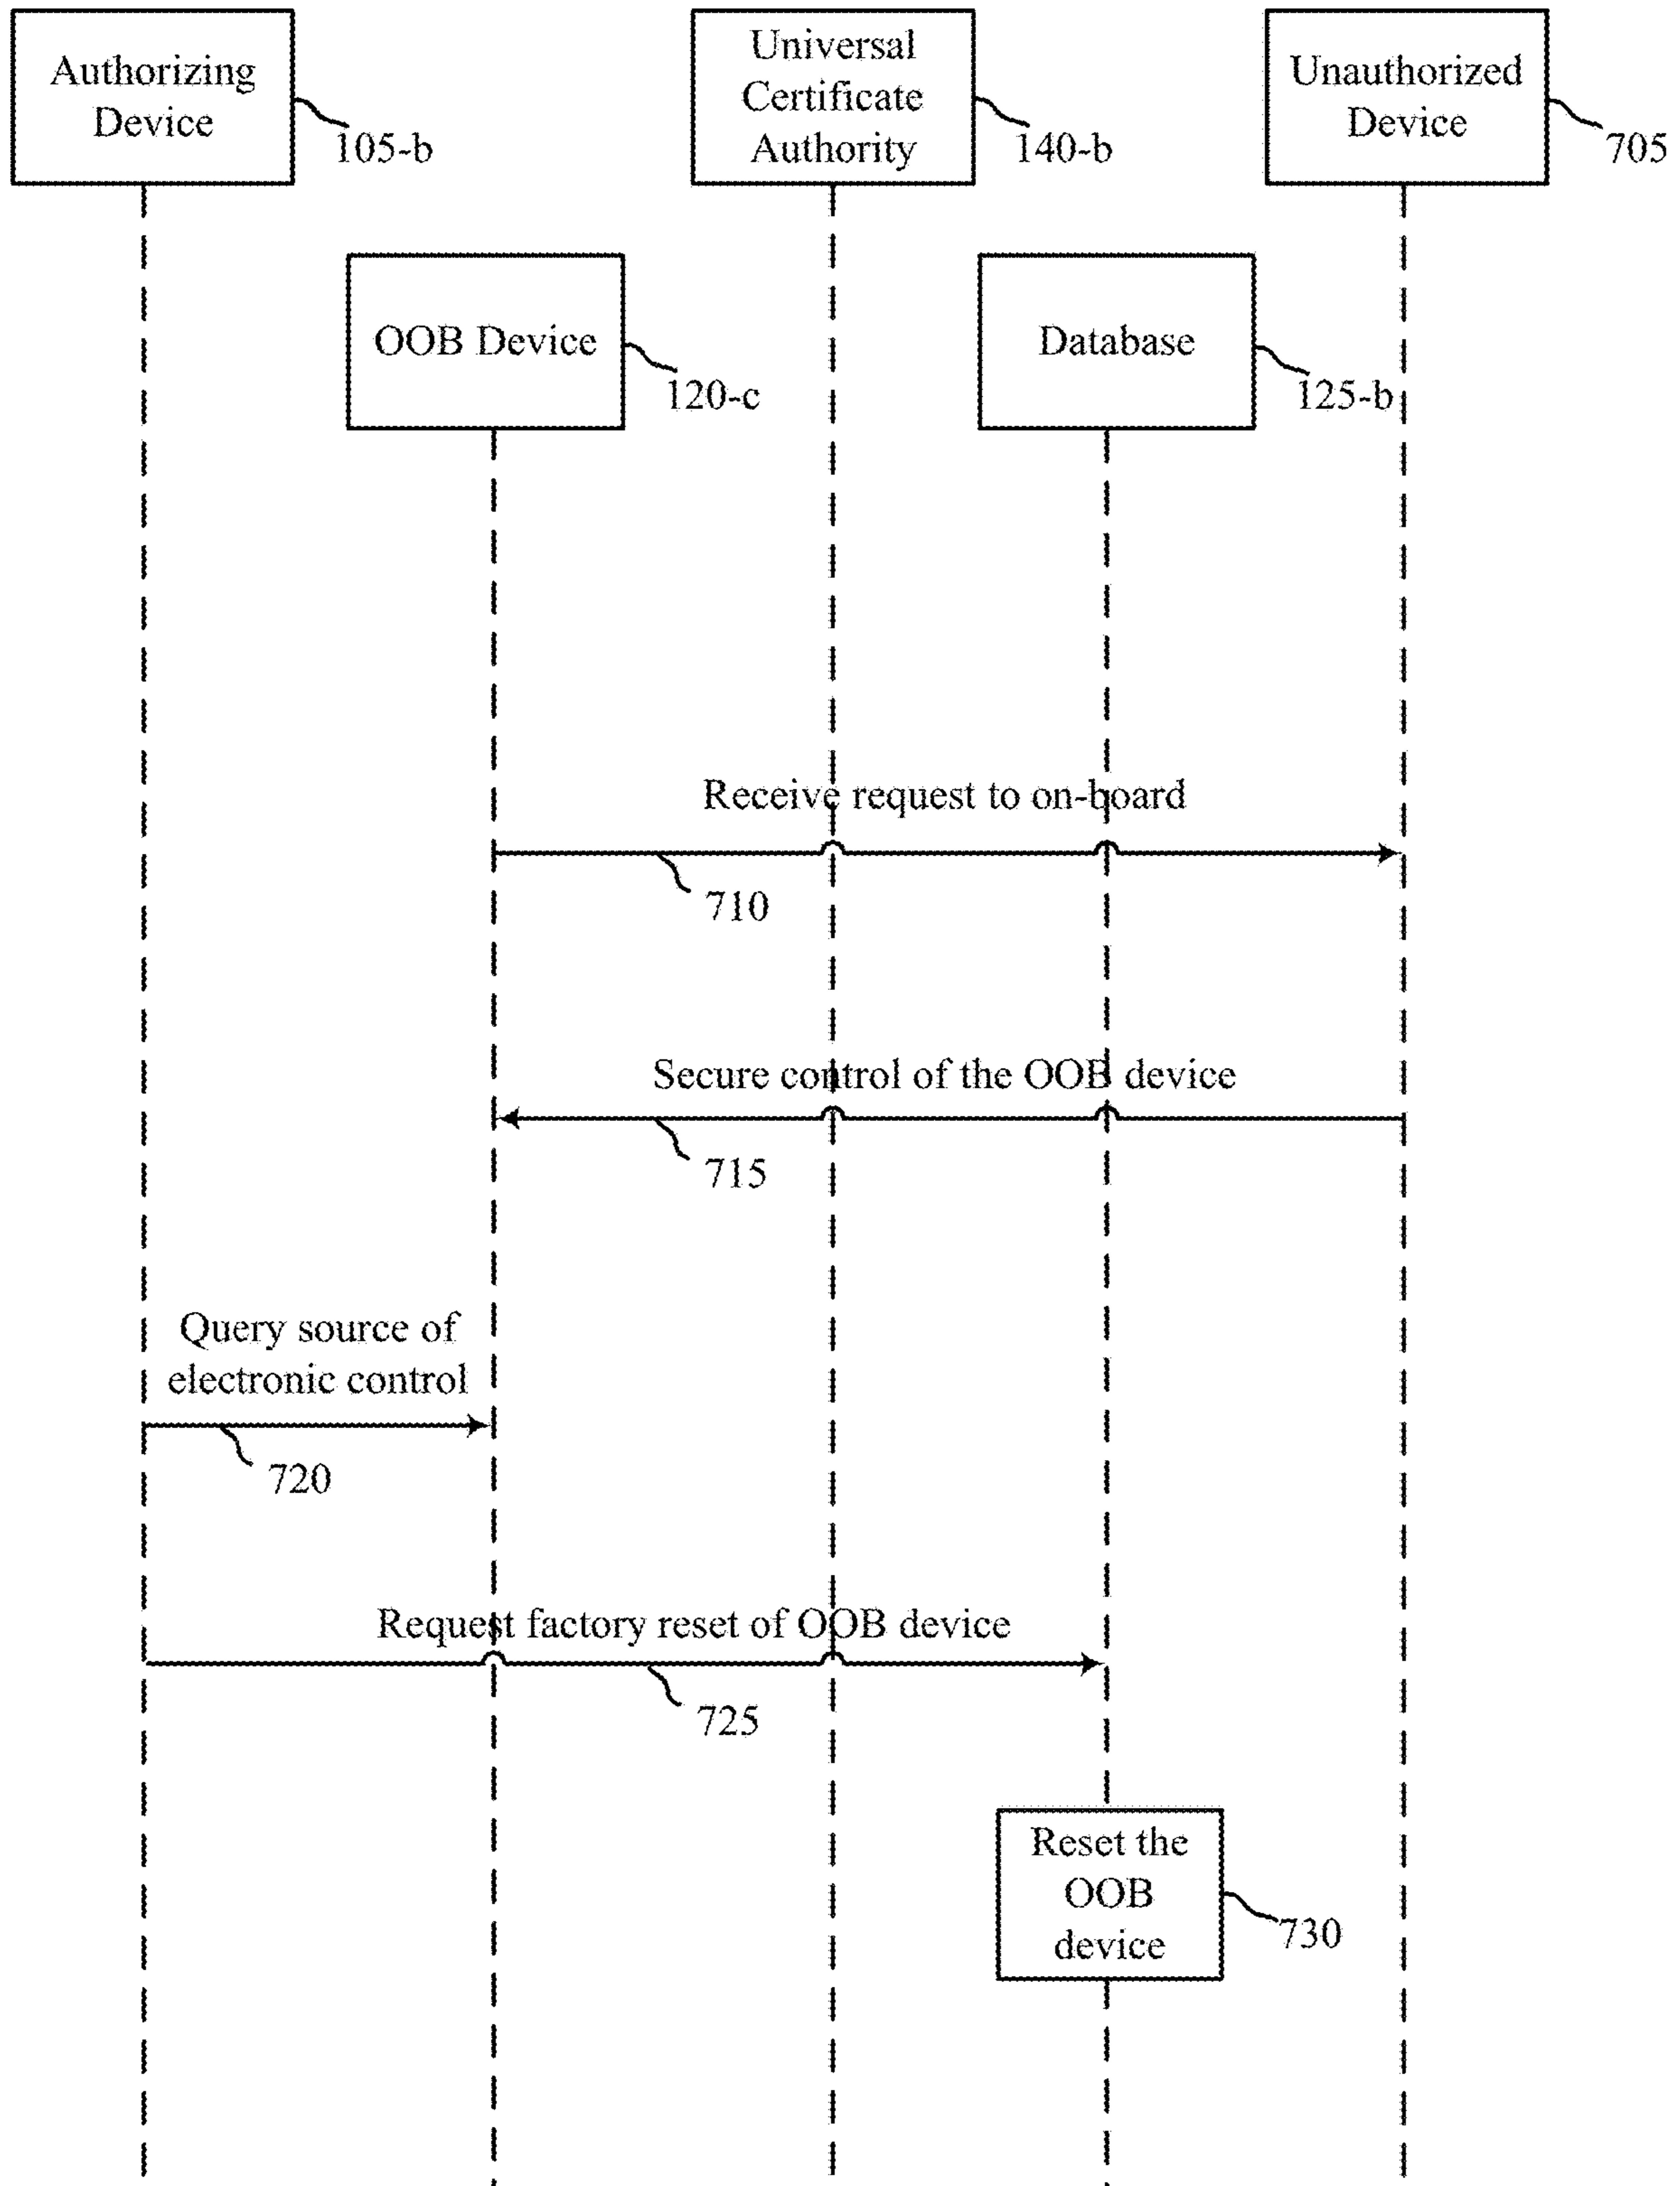 Authorizing
Device
105-b
Universal
Certificate
Authority
140-b
Unauthorized
Device
705
OOB Device
120-c
Database
125-b
Receive request to on-board
710
Secure control of the OOB device
715
Query source of
electronic control
720
Request factory reset of OOB device
725
Reset the
OOB
device
730